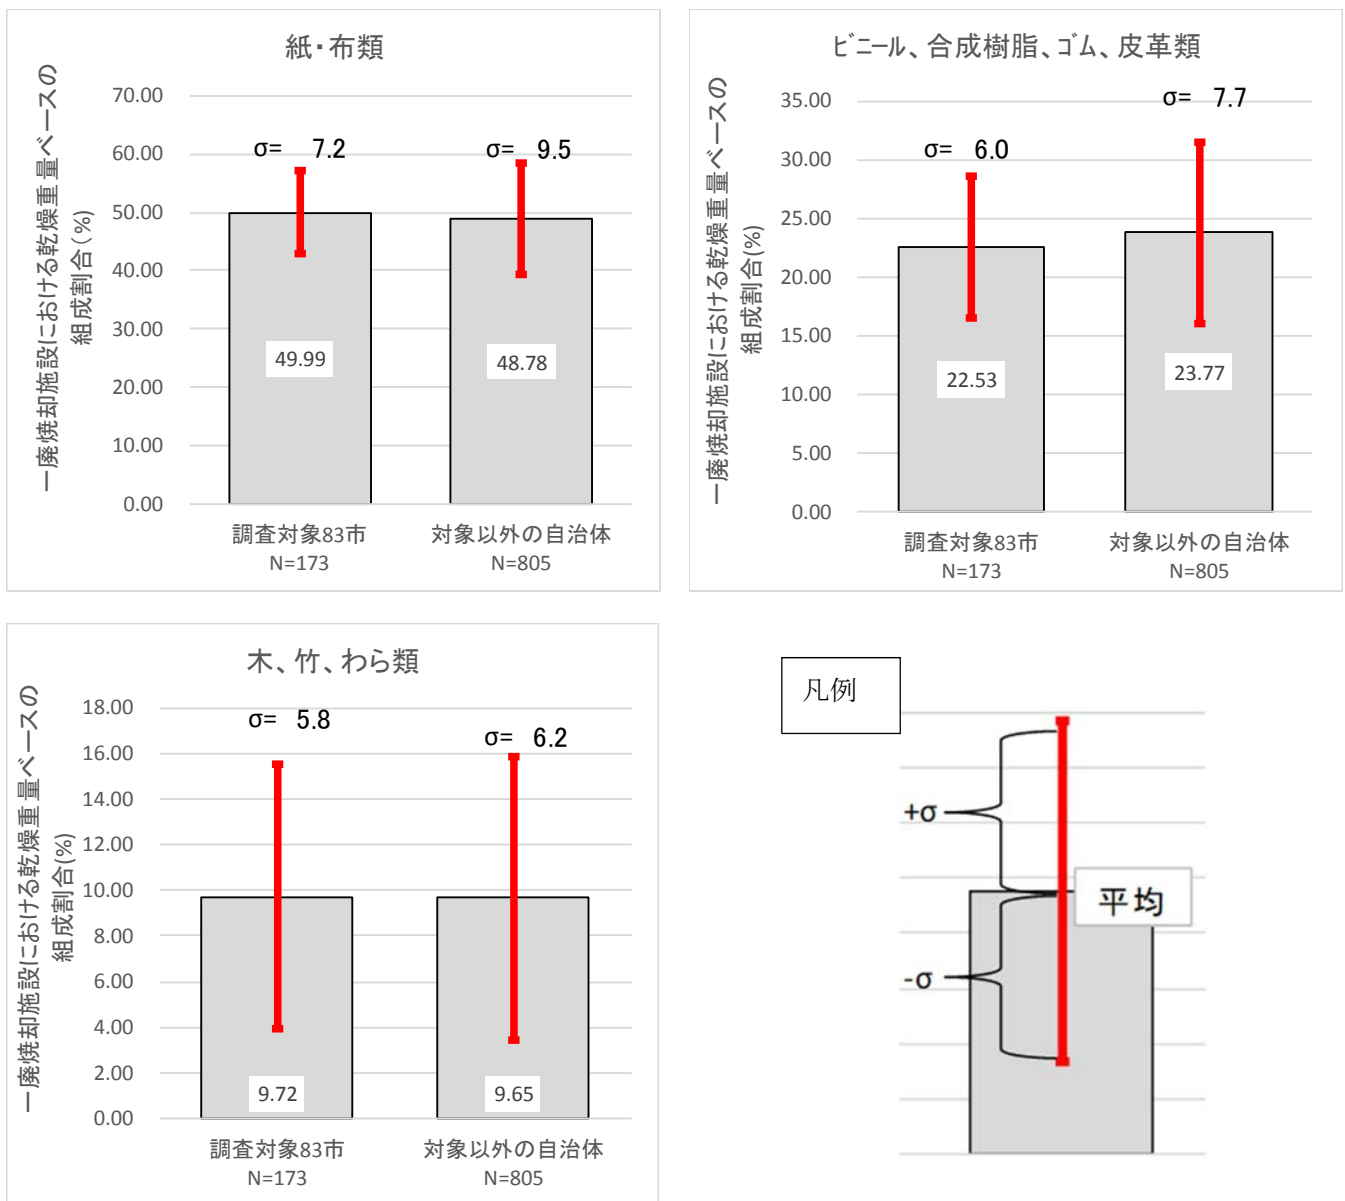 紙・布類
一廃焼却施設における乾燥重量ベースの
組成割合(%)
70.00
60.00
50.00
40.00
30.00
20.00
10.00
0.00
σ= 7.2
σ= 9.5
49.99
48.78
調査対象83市
N=173
対象以外の自治体
N=805
ビニール、合成樹脂、ゴム、皮革類
一廃焼却施設における乾燥重量ベースの
組成割合(%)
35.00
30.00
25.00
20.00
15.00
10.00
5.00
0.00
σ= 6.0
σ= 7.7
22.53
23.77
調査対象83市
N=173
対象以外の自治体
N=805
木、竹、わら類
一廃焼却施設における乾燥重量ベースの
組成割合(%)
18.00
16.00
14.00
12.00
10.00
8.00
6.00
4.00
2.00
0.00
σ= 5.8
σ= 6.2
9.72
9.65
調査対象83市
N=173
対象以外の自治体
N=805
凡例
+σ
平均
-σ